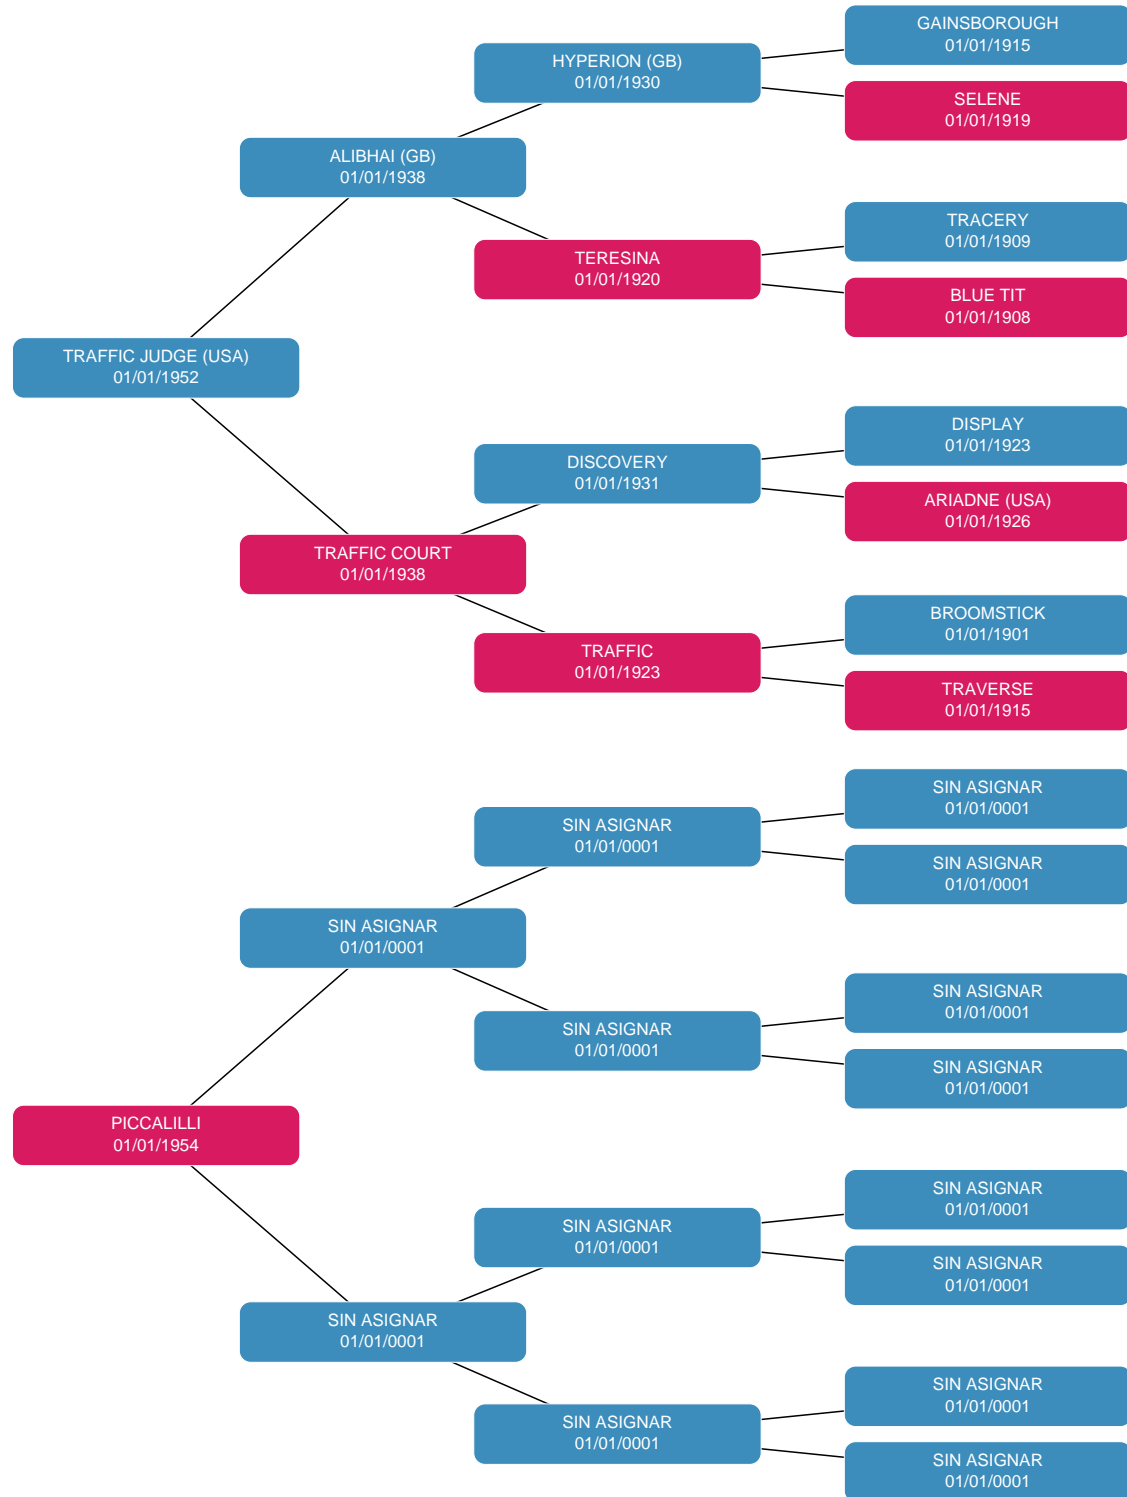 GAINSBOROUGH
01/01/1915
HYPERION (GB)
01/01/1930
SELENE
01/01/1919
ALIBHAI (GB)
01/01/1938
TRACERY
01/01/1909
TERESINA
01/01/1920
BLUE TIT
01/01/1908
TRAFFIC JUDGE (USA)
01/01/1952
DISPLAY
01/01/1923
DISCOVERY
01/01/1931
ARIADNE (USA)
01/01/1926
TRAFFIC COURT
01/01/1938
BROOMSTICK
01/01/1901
TRAFFIC
01/01/1923
TRAVERSE
01/01/1915
SIN ASIGNAR
01/01/0001
SIN ASIGNAR
01/01/0001
SIN ASIGNAR
01/01/0001
SIN ASIGNAR
01/01/0001
SIN ASIGNAR
01/01/0001
SIN ASIGNAR
01/01/0001
SIN ASIGNAR
01/01/0001
PICCALILLI
01/01/1954
SIN ASIGNAR
01/01/0001
SIN ASIGNAR
01/01/0001
SIN ASIGNAR
01/01/0001
SIN ASIGNAR
01/01/0001
SIN ASIGNAR
01/01/0001
SIN ASIGNAR
01/01/0001
SIN ASIGNAR
01/01/0001